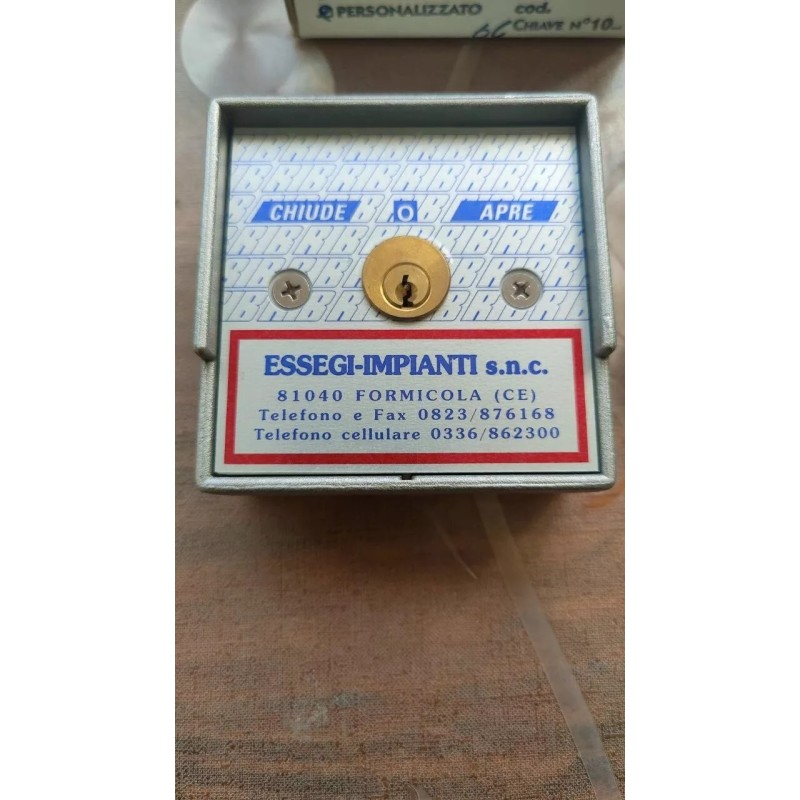 PERSONALIZZATO
cod.
CHIAVE N° 10
CHIUDE O APRE
ESSEGI-IMPIANTI s.n.c.
81040 FORMICOLA (CE)
Telefono e Fax 0823/876168
Telefono cellulare 0336/862300